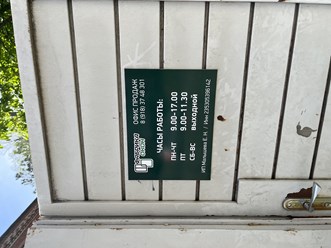 ОФИС ПРОДАЖ
8 (918) 37 48 301
ЧАСЫ РАБОТЫ:
ПН-ЧТ 9.00-17.00
ПТ 9.00-11.30
СБ-ВС ВЫХОДНОЙ